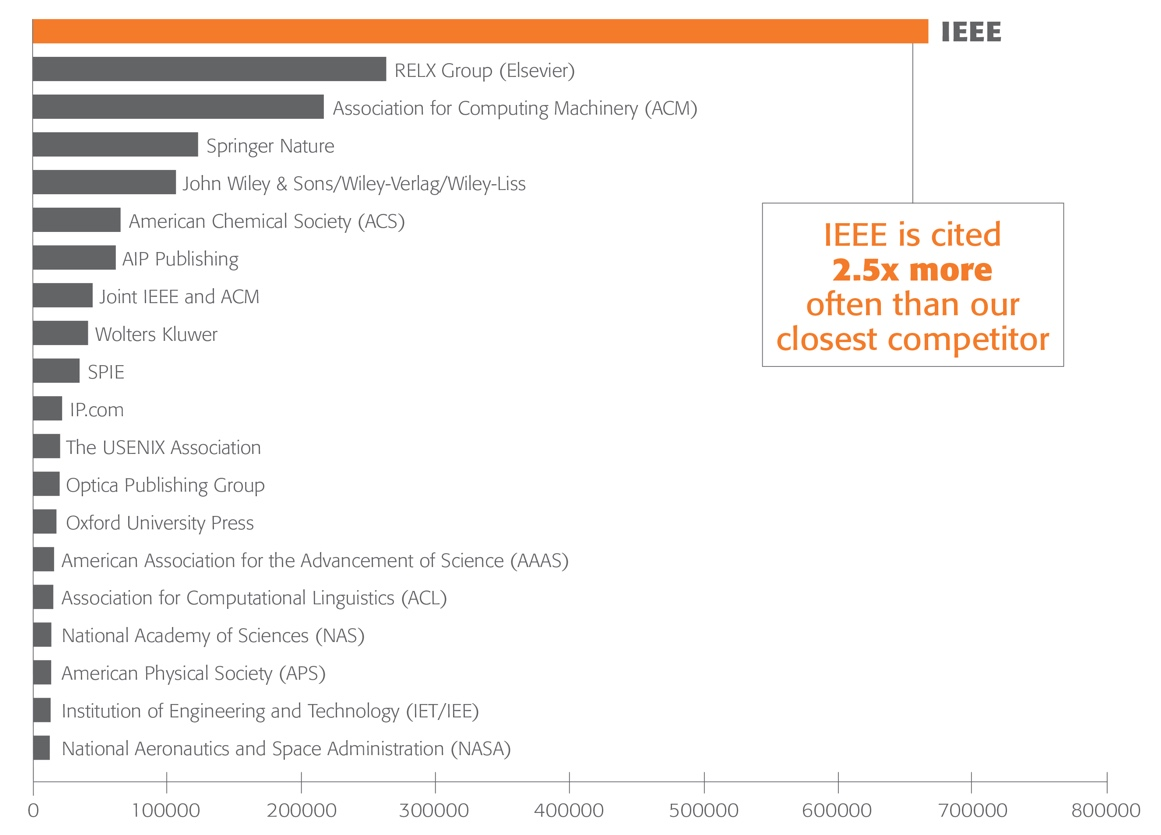 IEEE
RELX Group (Elsevier)
Association for Computing Machinery (ACM)
Springer Nature
John Wiley & Sons/Wiley-Verlag/Wiley-Liss
American Chemical Society (ACS)
AIP Publishing
Joint IEEE and ACM
Wolters Kluwer
SPIE
IP.com
The USENIX Association
Optica Publishing Group
Oxford University Press
American Association for the Advancement of Science (AAAS)
Association for Computational Linguistics (ACL)
National Academy of Sciences (NAS)
American Physical Society (APS)
Institution of Engineering and Technology (IET/IEE)
National Aeronautics and Space Administration (NASA)
IEEE is cited
2.5x more
often than our
closest competitor
0 100000 200000 300000 400000 500000 600000 700000 800000